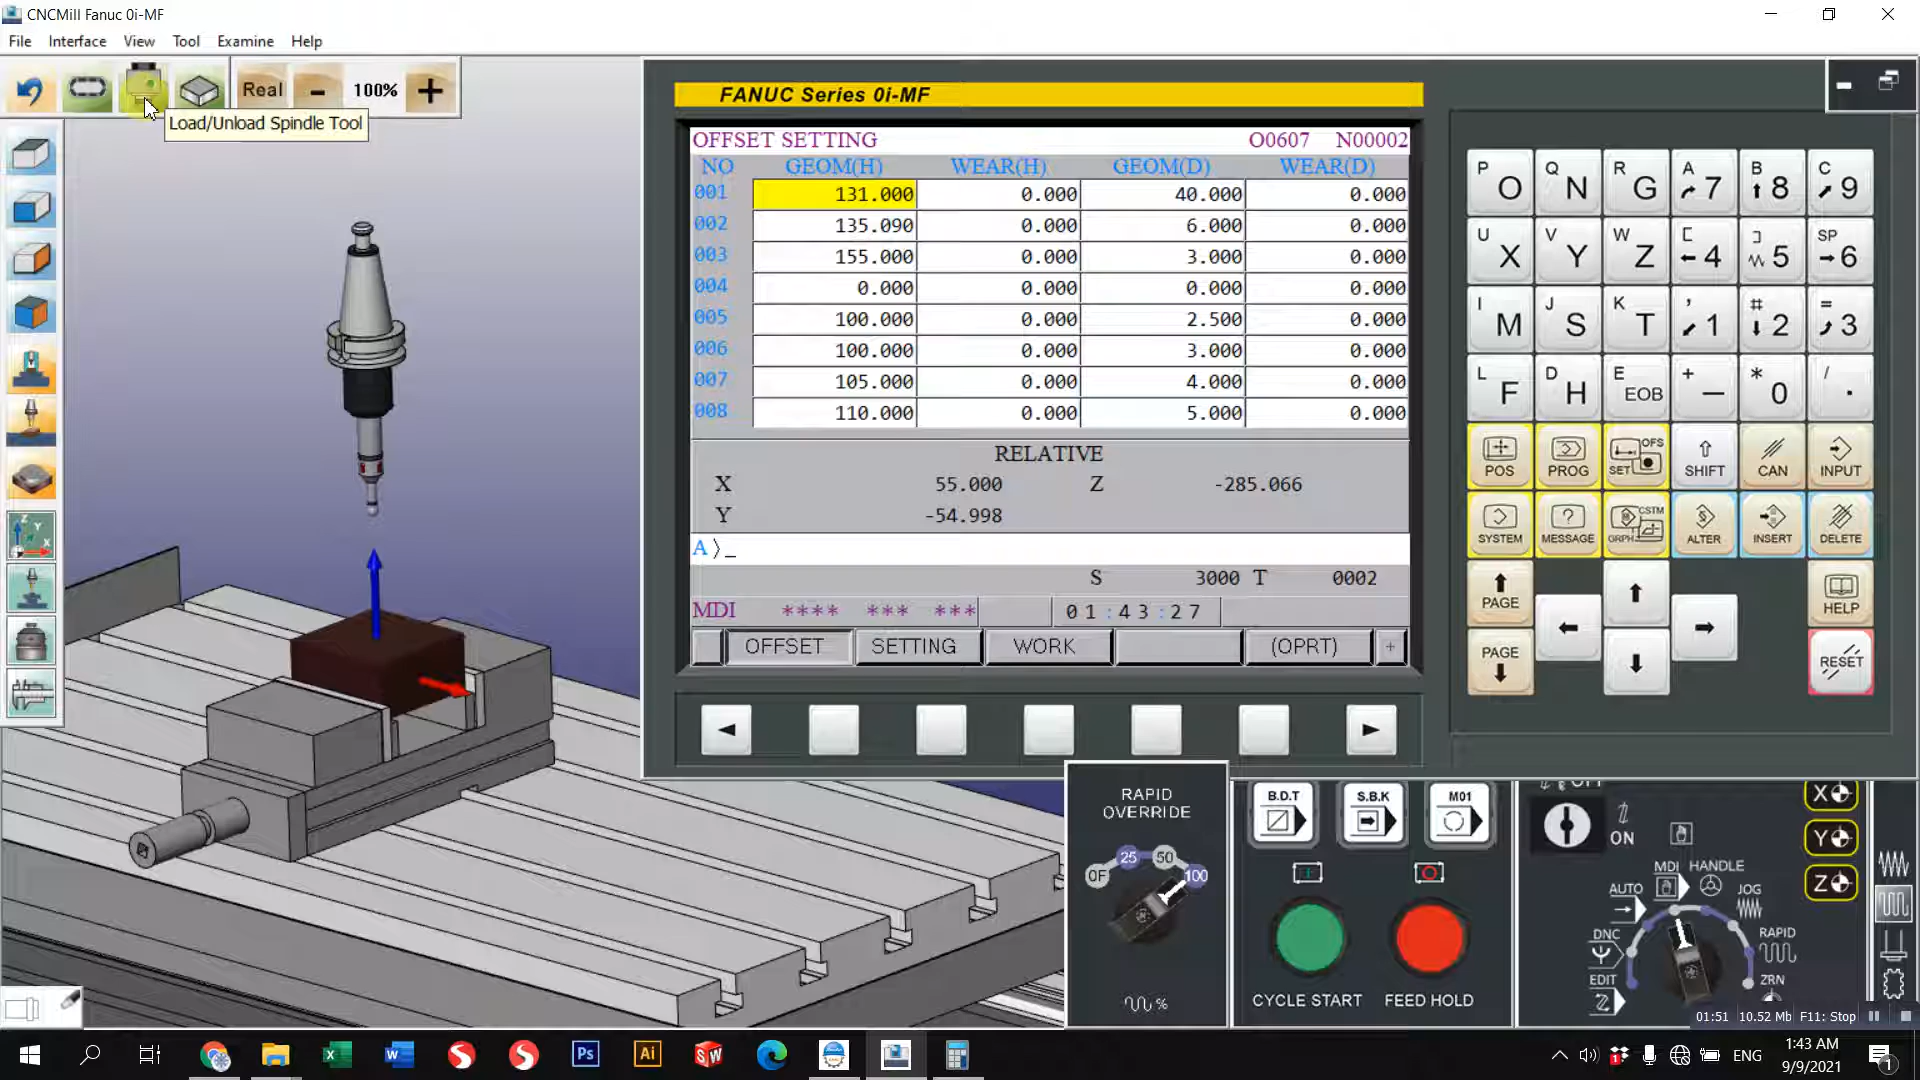 CNCMill Fanuc 0i-MF
File Interface View Tool Examine Help
Real - 100% +
Load/Unload Spindle Tool
FANUC Series 0i-MF
OFFSET SETTING O0607 N00002
NO GEOM(H) WEAR(H) GEOM(D) WEAR(D)
001 131.000 0.000 40.000 0.000
002 135.090 0.000 6.000 0.000
003 155.000 0.000 3.000 0.000
004 0.000 0.000 0.000 0.000
005 100.000 0.000 2.500 0.000
006 100.000 0.000 3.000 0.000
007 105.000 0.000 4.000 0.000
008 110.000 0.000 5.000 0.000
RELATIVE
X 55.000 Z -285.066
Y -54.998
A 〉_
S 3000 T 0002
MDI **** *** *** 01:43:27
OFFSET SETTING WORK (OPRT) +
P O Q N R G A 7 B 8 C 9
U X V Y W Z [ 4 ] 5 SP 6
I M J S K T , 1 # 2 = 3
L F D H E EOB + - * 0 / .
POS PROG OFS SET SHIFT CAN INPUT
SYSTEM MESSAGE CSTM GRPH ALTER INSERT DELETE
PAGE HELP
PAGE RESET
RAPID
OVERRIDE
0F 25 50 100
%
B.D.T S.B.K M01
CYCLE START FEED HOLD
ON
X
Y
Z
MDI HANDLE
AUTO JOG
DNC RAPID
EDIT ZRN
01:51 10.52 Mb F11: Stop
Ps Ai SW
ENG
1:43 AM
9/9/2021
1